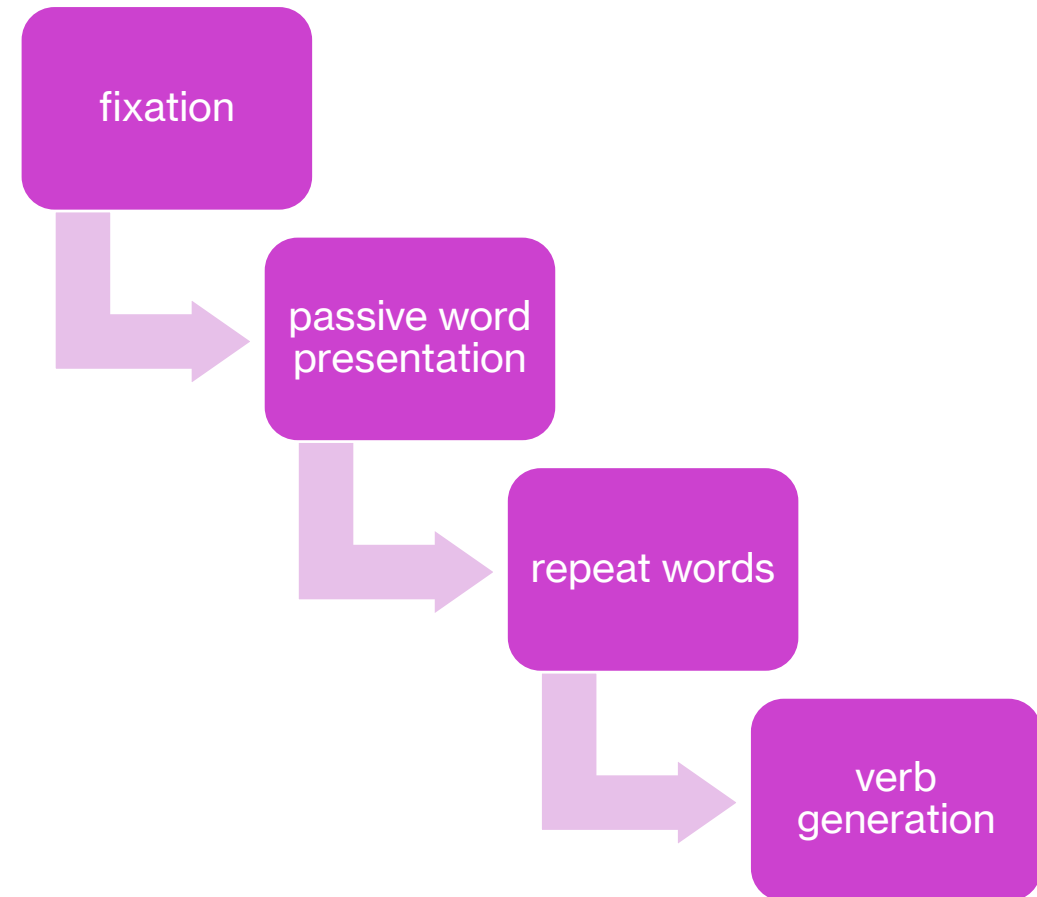 fixation
passive word
presentation
repeat words
verb
generation